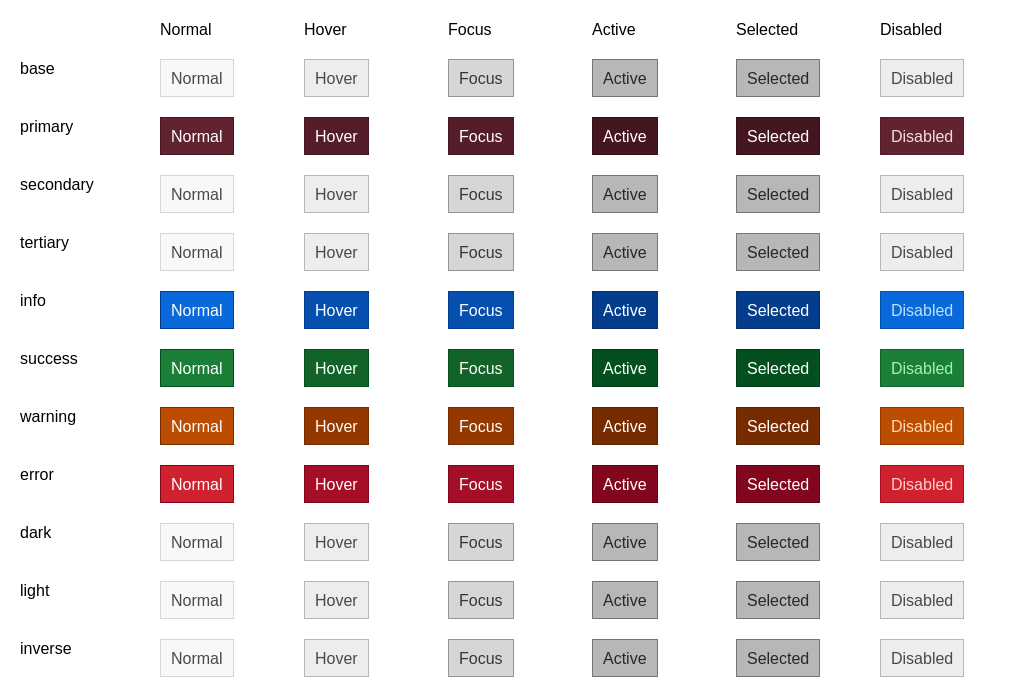 Normal Hover Focus Active Selected Disabled
base Normal Hover Focus Active Selected Disabled
primary Normal Hover Focus Active Selected Disabled
secondary Normal Hover Focus Active Selected Disabled
tertiary Normal Hover Focus Active Selected Disabled
info Normal Hover Focus Active Selected Disabled
success Normal Hover Focus Active Selected Disabled
warning Normal Hover Focus Active Selected Disabled
error Normal Hover Focus Active Selected Disabled
dark Normal Hover Focus Active Selected Disabled
light Normal Hover Focus Active Selected Disabled
inverse Normal Hover Focus Active Selected Disabled